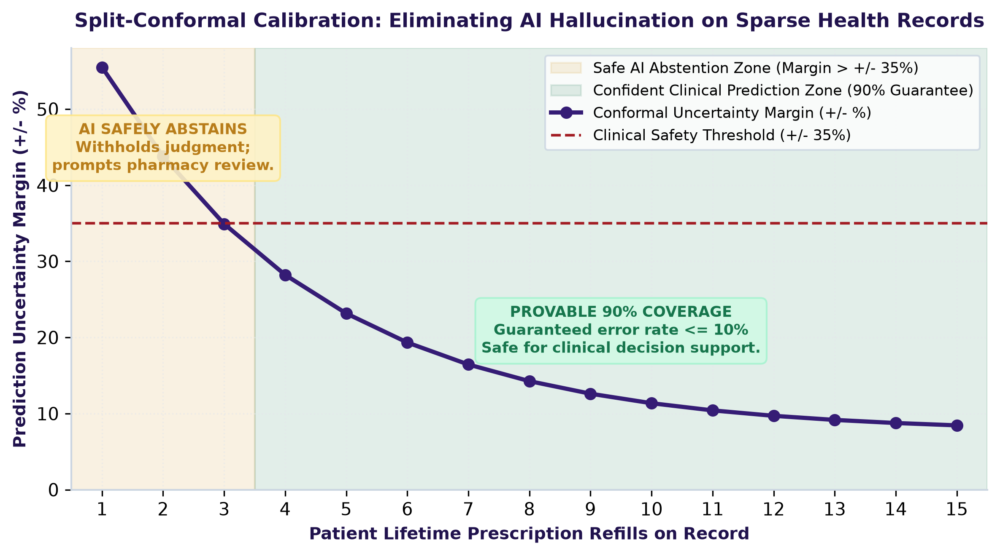 Split-Conformal Calibration: Eliminating AI Hallucination on Sparse Health Records
Safe AI Abstention Zone (Margin > +/- 35%)
Confident Clinical Prediction Zone (90% Guarantee)
Conformal Uncertainty Margin (+/- %)
Clinical Safety Threshold (+/- 35%)
AI SAFELY ABSTAINS
Withholds judgment;
prompts pharmacy review.
PROVABLE 90% COVERAGE
Guaranteed error rate <= 10%
Safe for clinical decision support.
Prediction Uncertainty Margin (+/- %)
50
40
30
20
10
0
1 2 3 4 5 6 7 8 9 10 11 12 13 14 15
Patient Lifetime Prescription Refills on Record